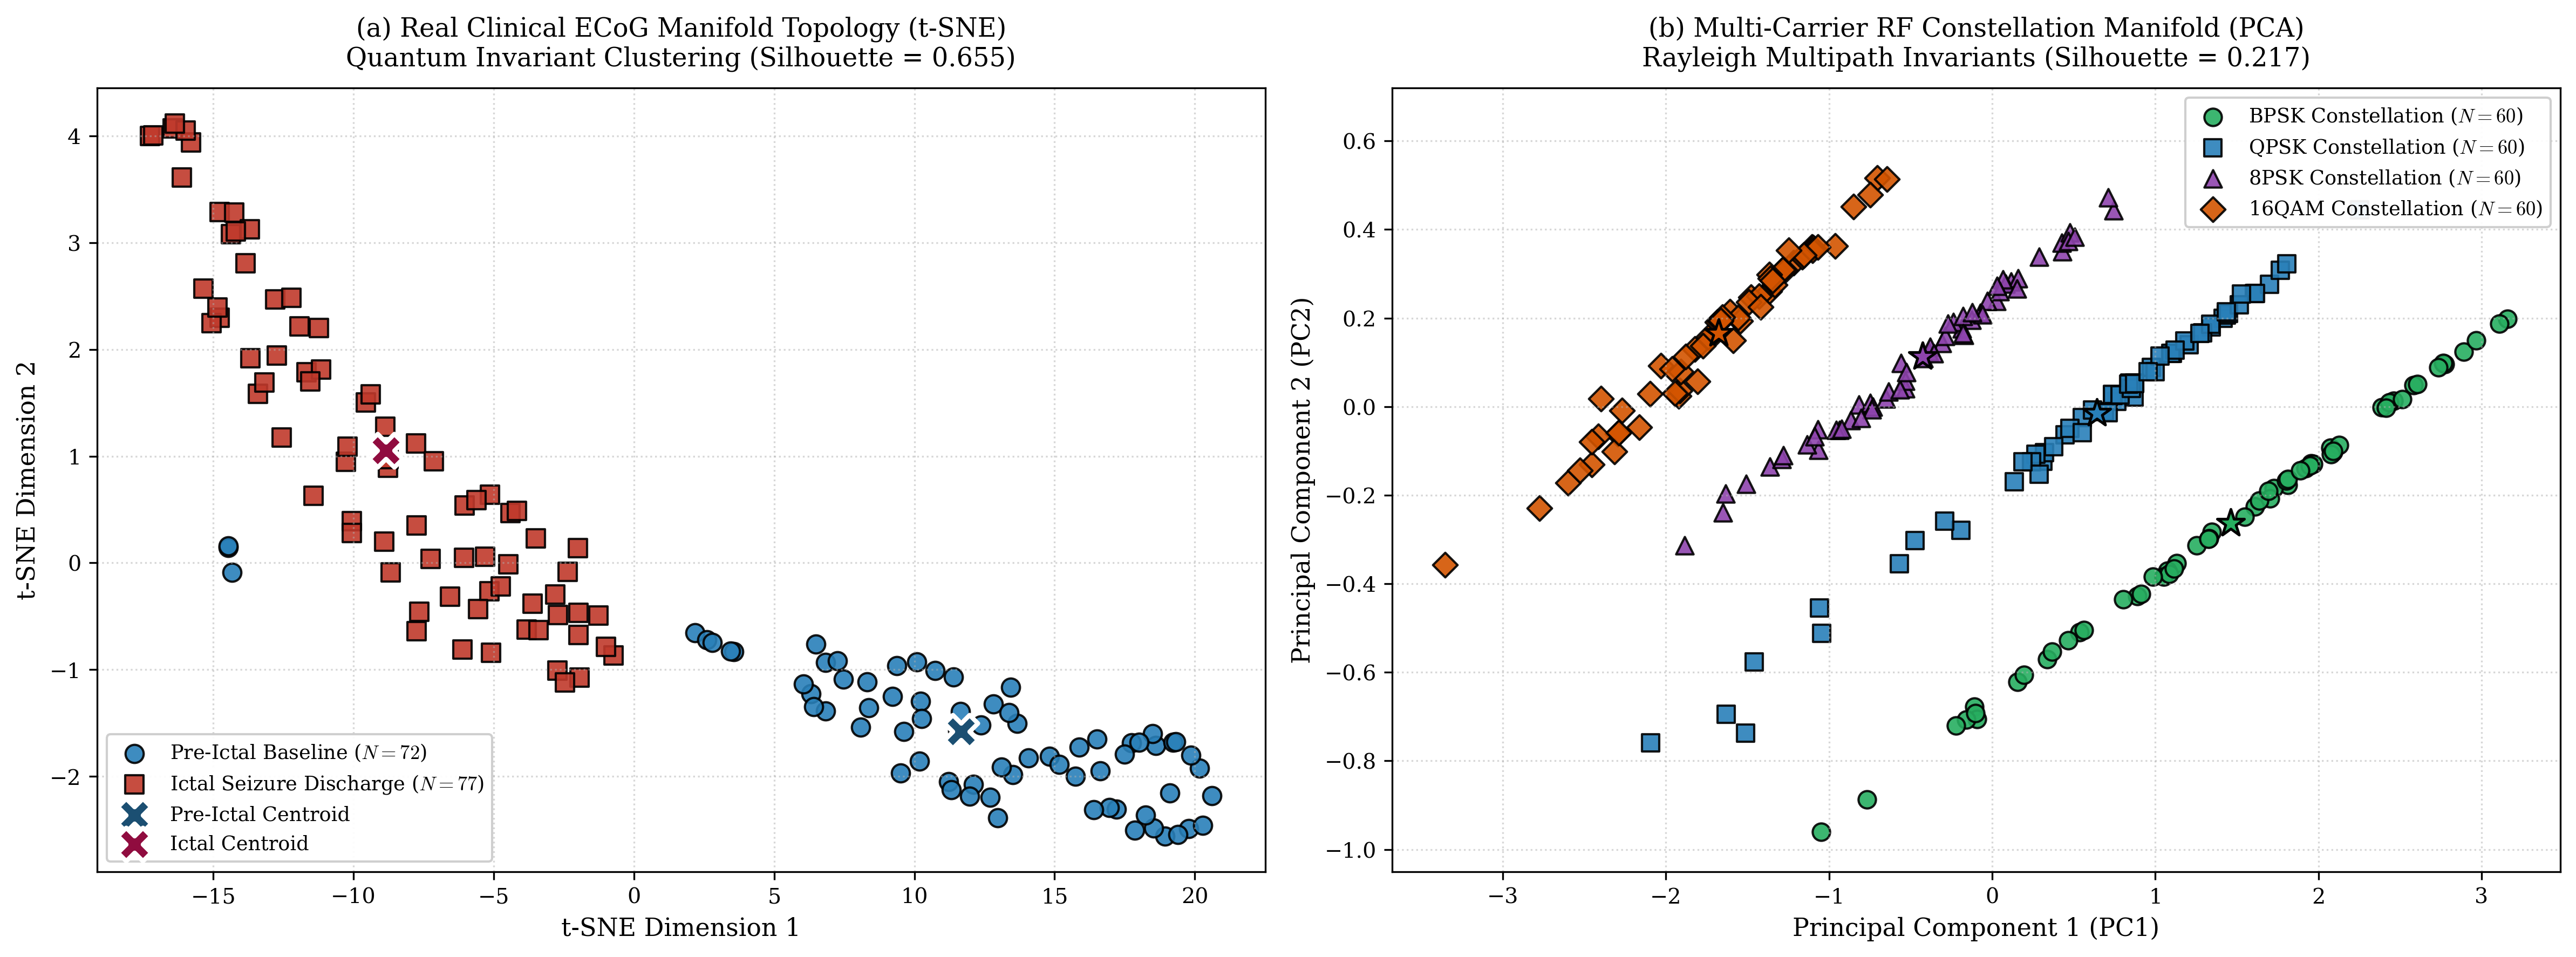 (a) Real Clinical ECoG Manifold Topology (t-SNE)
Quantum Invariant Clustering (Silhouette = 0.655)
4
3
2
1
0
−1
−2
t-SNE Dimension 2
Pre-Ictal Baseline (N = 72)
Ictal Seizure Discharge (N = 77)
Pre-Ictal Centroid
Ictal Centroid
−15 −10 −5 0 5 10 15 20
t-SNE Dimension 1
(b) Multi-Carrier RF Constellation Manifold (PCA)
Rayleigh Multipath Invariants (Silhouette = 0.217)
BPSK Constellation (N = 60)
QPSK Constellation (N = 60)
8PSK Constellation (N = 60)
16QAM Constellation (N = 60)
0.6
0.4
0.2
0.0
−0.2
−0.4
−0.6
−0.8
−1.0
Principal Component 2 (PC2)
−3 −2 −1 0 1 2 3
Principal Component 1 (PC1)